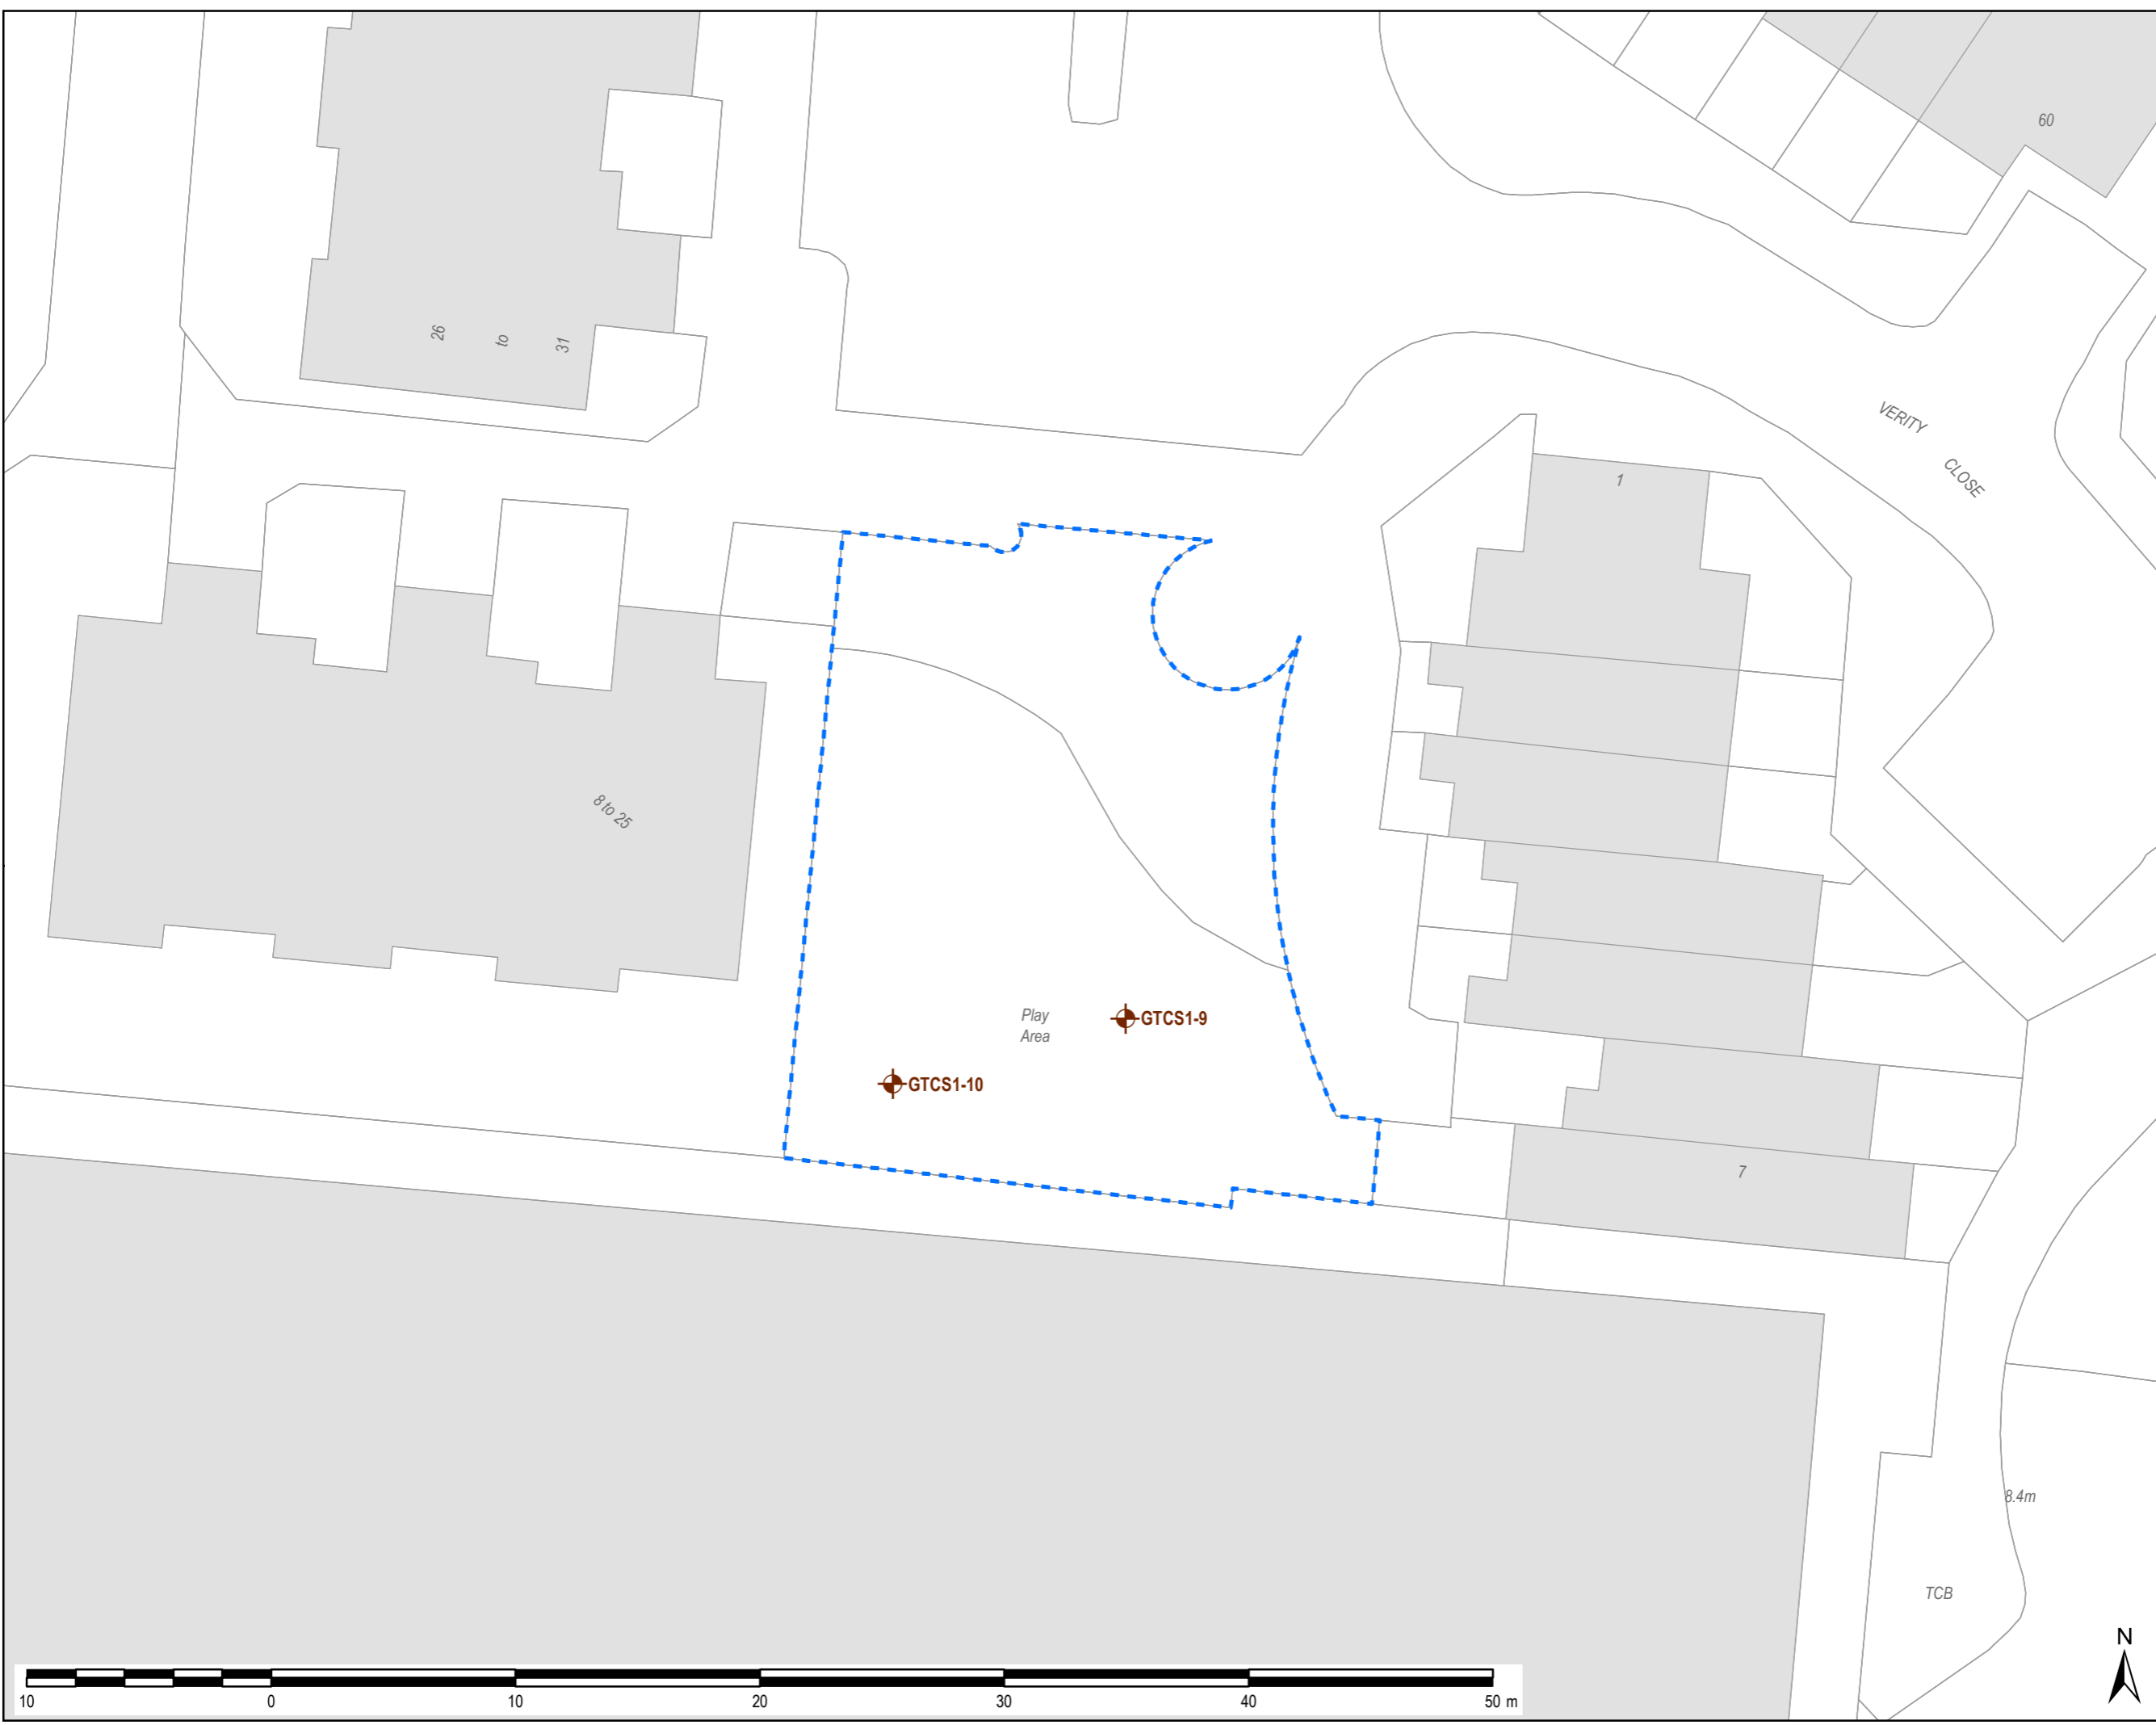 60
26
to
31
VERITY
CLOSE
1
8 to 25
Play
Area
GTCS1-9
GTCS1-10
7
8.4m
TCB
N
10 0 10 20 30 40 50 m